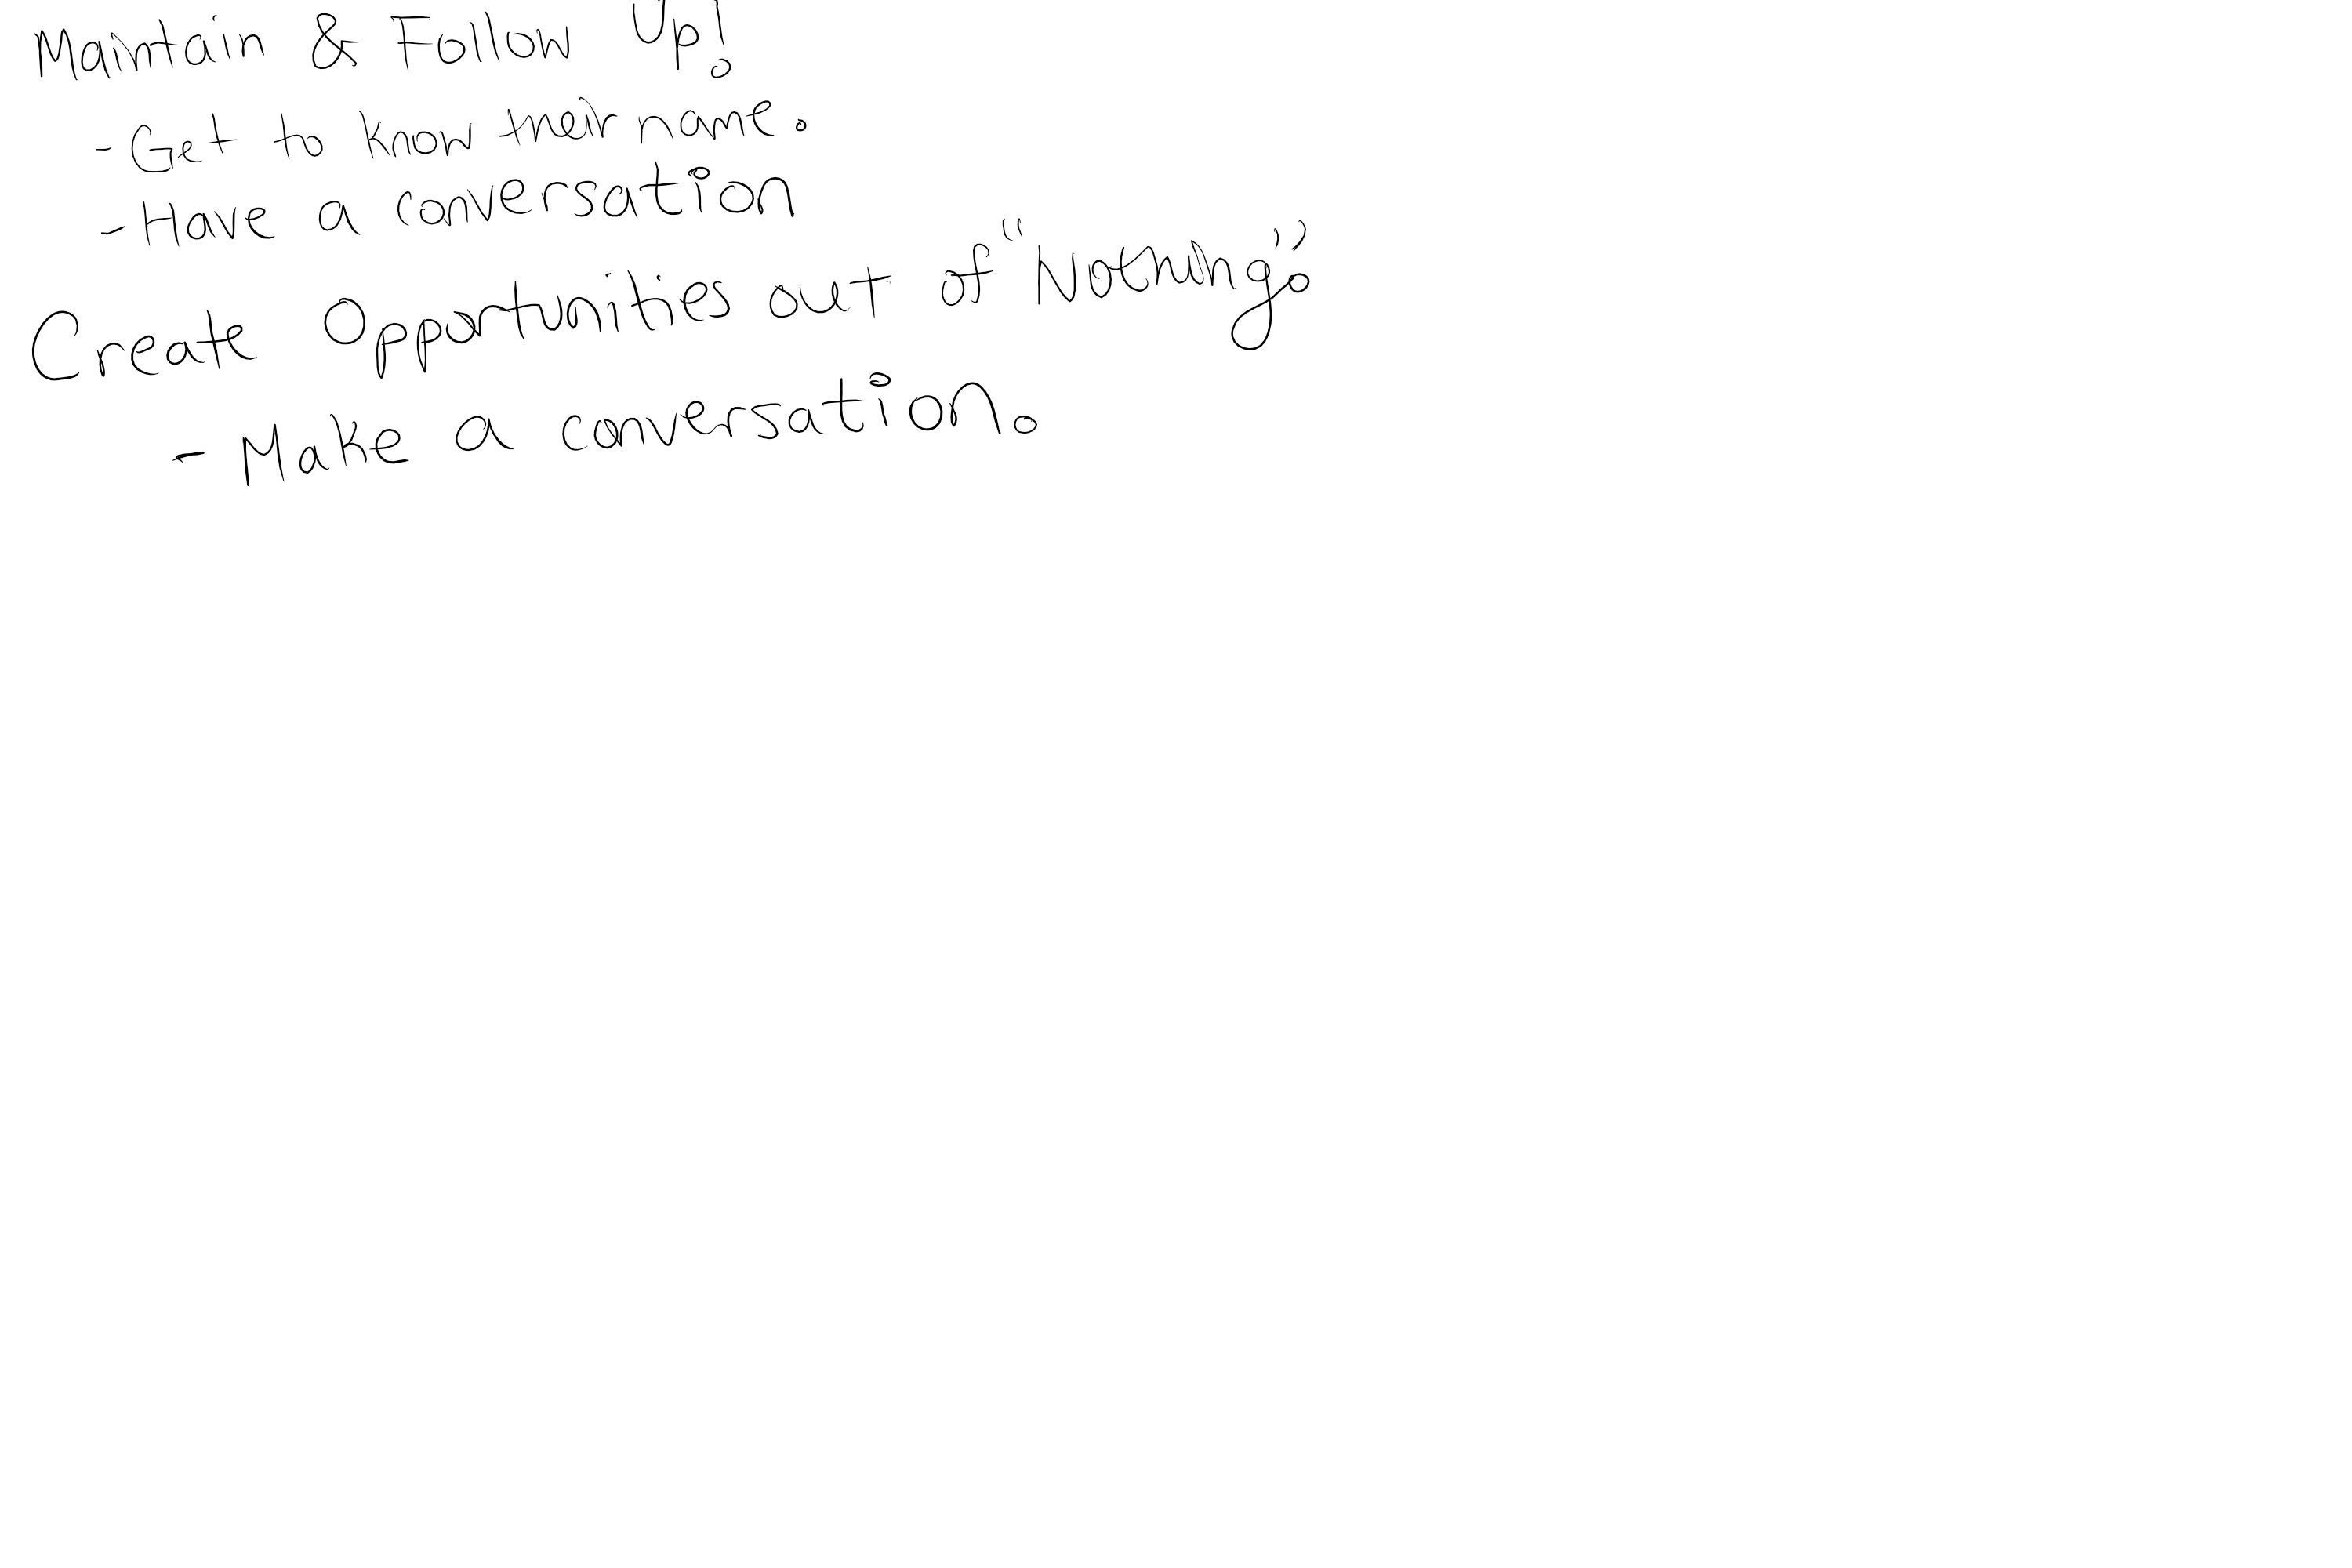 Maintain & Follow Up!
- Get to know their name.
- Have a conversation
Create Opportunities out of "Nothing".
- Make a conversation.